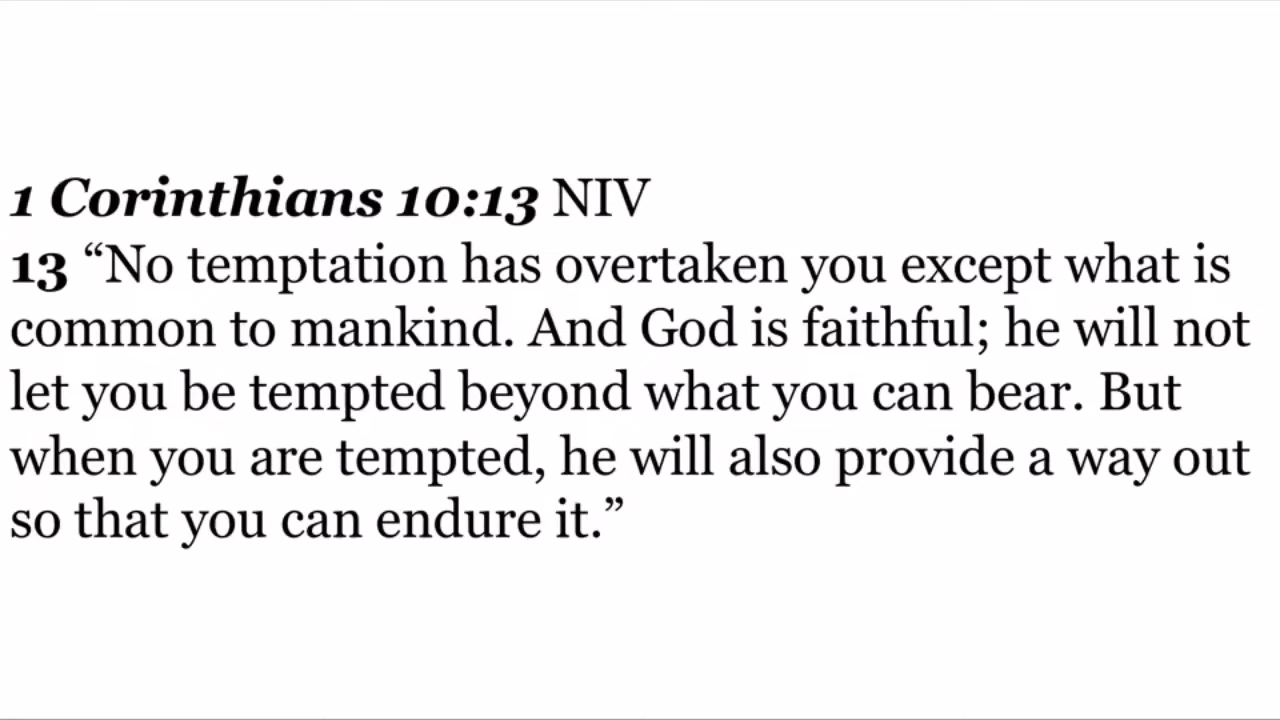 1 Corinthians 10:13 NIV
13 “No temptation has overtaken you except what is
common to mankind. And God is faithful; he will not
let you be tempted beyond what you can bear. But
when you are tempted, he will also provide a way out
so that you can endure it.”